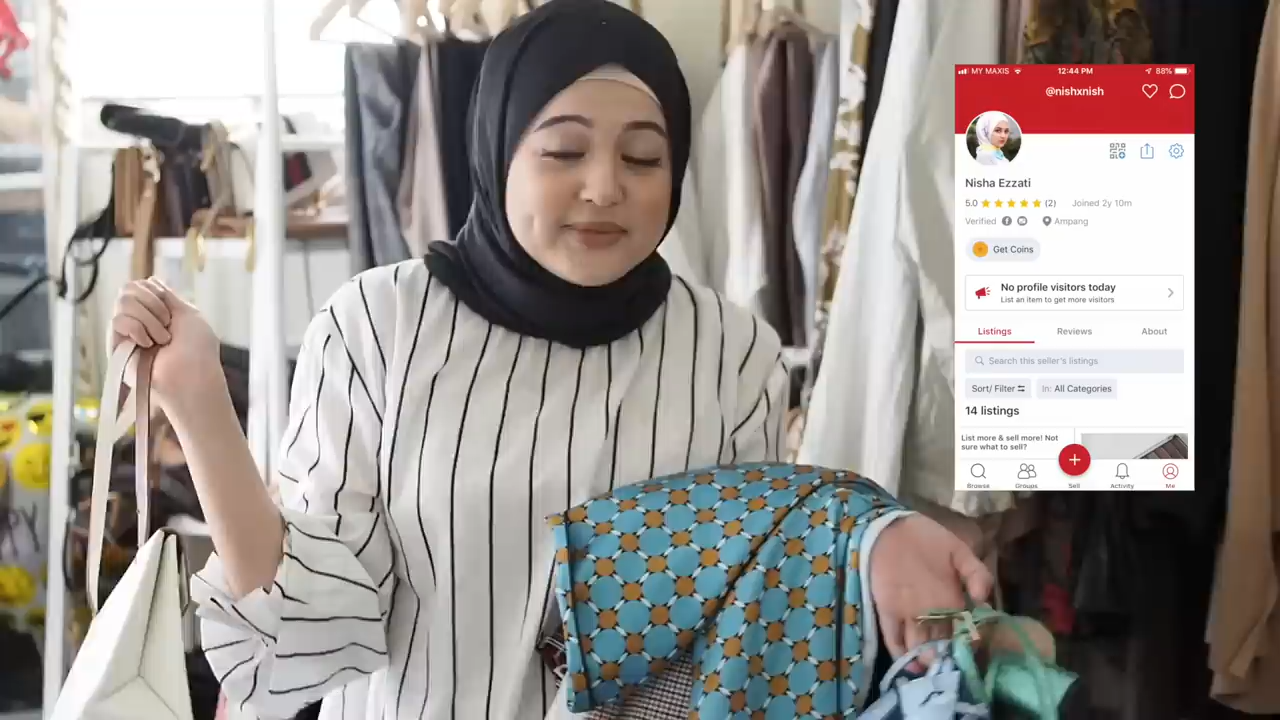 MY MAXIS 12:44 PM 88%
@nishxnish
Nisha Ezzati
5.0 (2) Joined 2y 10m
Verified Ampang
Get Coins
No profile visitors today
List an item to get more visitors
Listings Reviews About
Search this seller's listings
Sort/ Filter In: All Categories
14 listings
List more & sell more! Not
sure what to sell?
Browse Groups Sell Activity Me